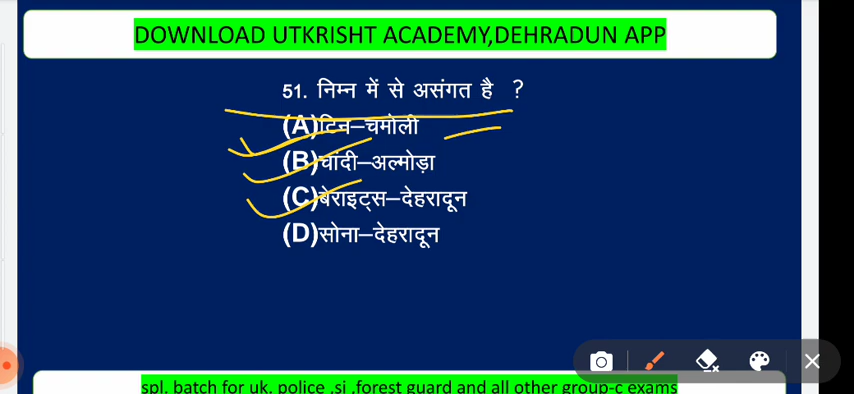 DOWNLOAD UTKRISHT ACADEMY,DEHRADUN APP
51. निम्न में से असंगत है ?
(A)टिन–चमोली
(B)चांदी–अल्मोड़ा
(C)बेराइट्स–देहरादून
(D)सोना–देहरादून
spl. batch for uk. police ,si ,forest guard and all other group-c exams